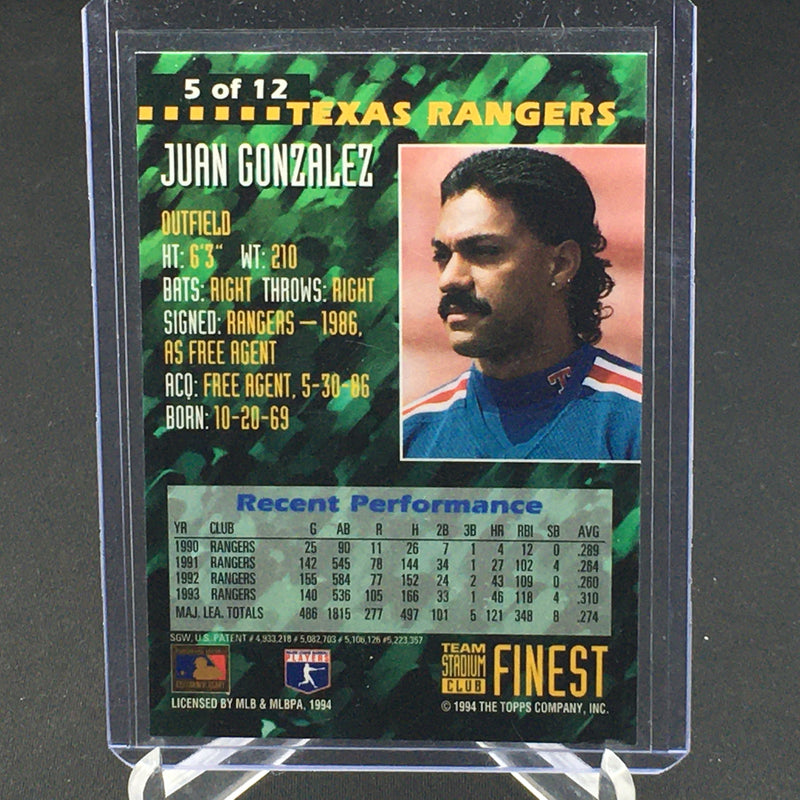 5 of 12
TEXAS RANGERS
JUAN GONZALEZ
OUTFIELD
HT: 6'3" WT: 210
BATS: RIGHT THROWS: RIGHT
SIGNED: RANGERS — 1986,
AS FREE AGENT
ACQ: FREE AGENT, 5-30-86
BORN: 10-20-69
T
Recent Performance
YR CLUB G AB R H 2B 3B HR RBI SB AVG
1990 RANGERS 25 90 11 26 7 1 4 12 0 .289
1991 RANGERS 142 545 78 144 34 1 27 102 4 .264
1992 RANGERS 155 584 77 152 24 2 43 109 0 .260
1993 RANGERS 140 536 105 166 33 1 46 118 4 .310
MAJ. LEA. TOTALS 486 1815 277 497 101 5 121 348 8 .274
SGW, U.S. PATENT # 4,933,218 # 5,082,703 # 5,106,126 #5,223,357
PLAYERS
TEAM
STADIUM
CLUB
FINEST
LICENSED BY MLB & MLBPA, 1994
© 1994 THE TOPPS COMPANY, INC.